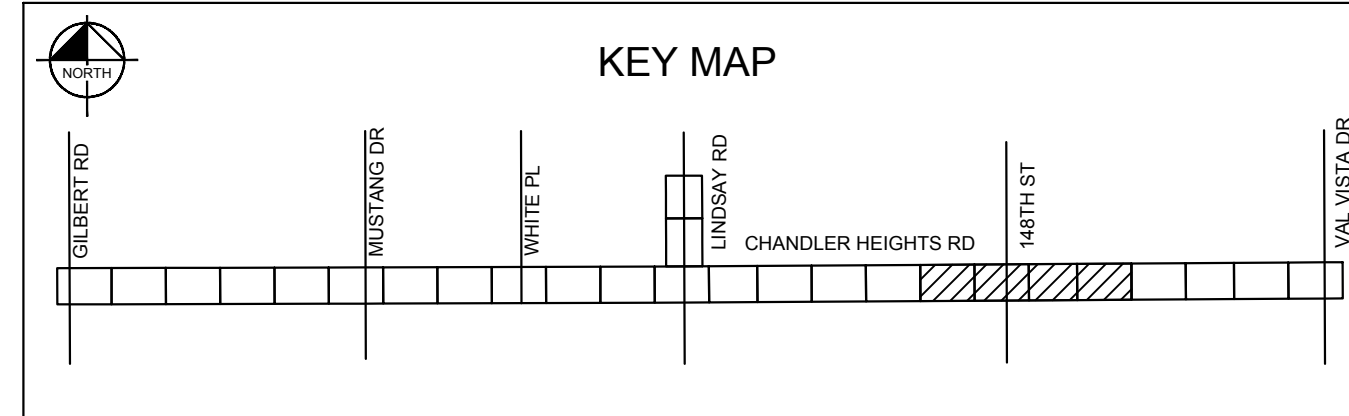 KEY MAP
NORTH
GILBERT RD
MUSTANG DR
WHITE PL
LINDSAY RD
CHANDLER HEIGHTS RD
148TH ST
VAL VISTA DR